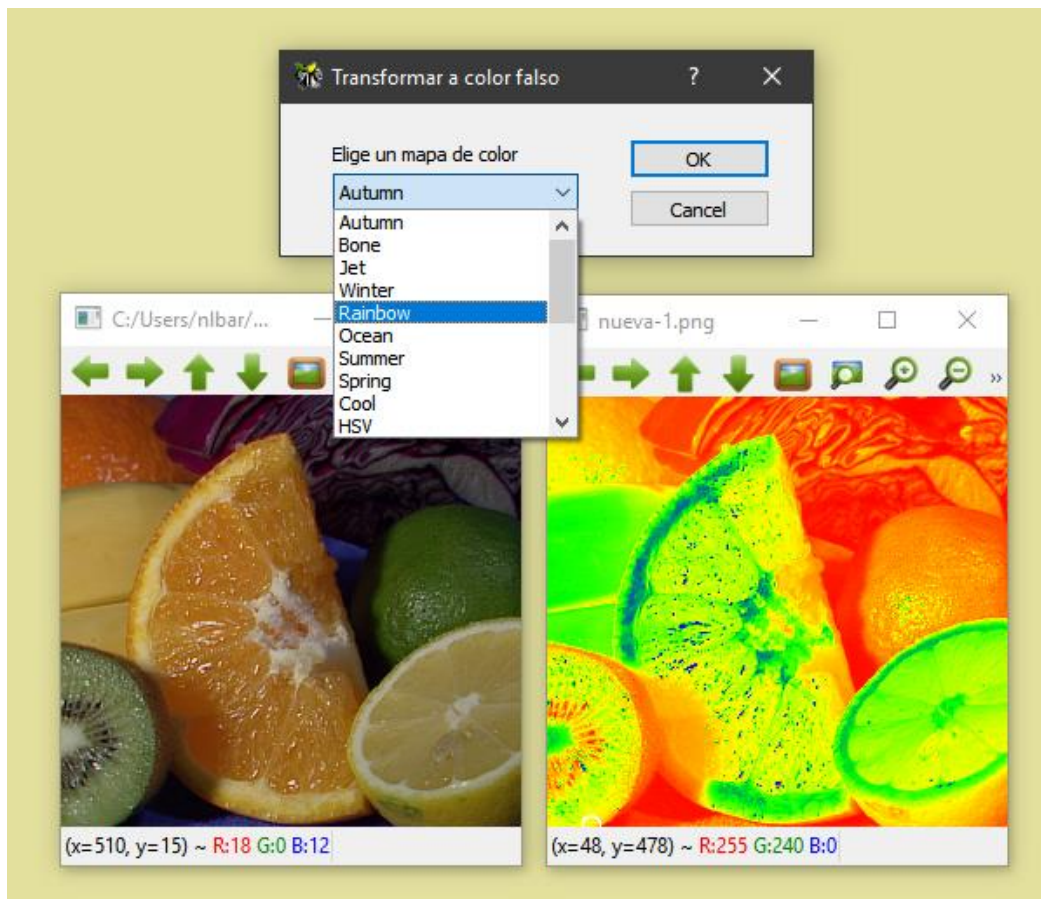 Transformar a color falso ? ×
Elige un mapa de color
OK
Autumn
Cancel
Autumn
Bone
Jet
Winter
Rainbow
Ocean
Summer
Spring
Cool
HSV
C:/Users/nlbar/...
nueva-1.png
»
(x=510, y=15) ~ R:18 G:0 B:12
(x=48, y=478) ~ R:255 G:240 B:0